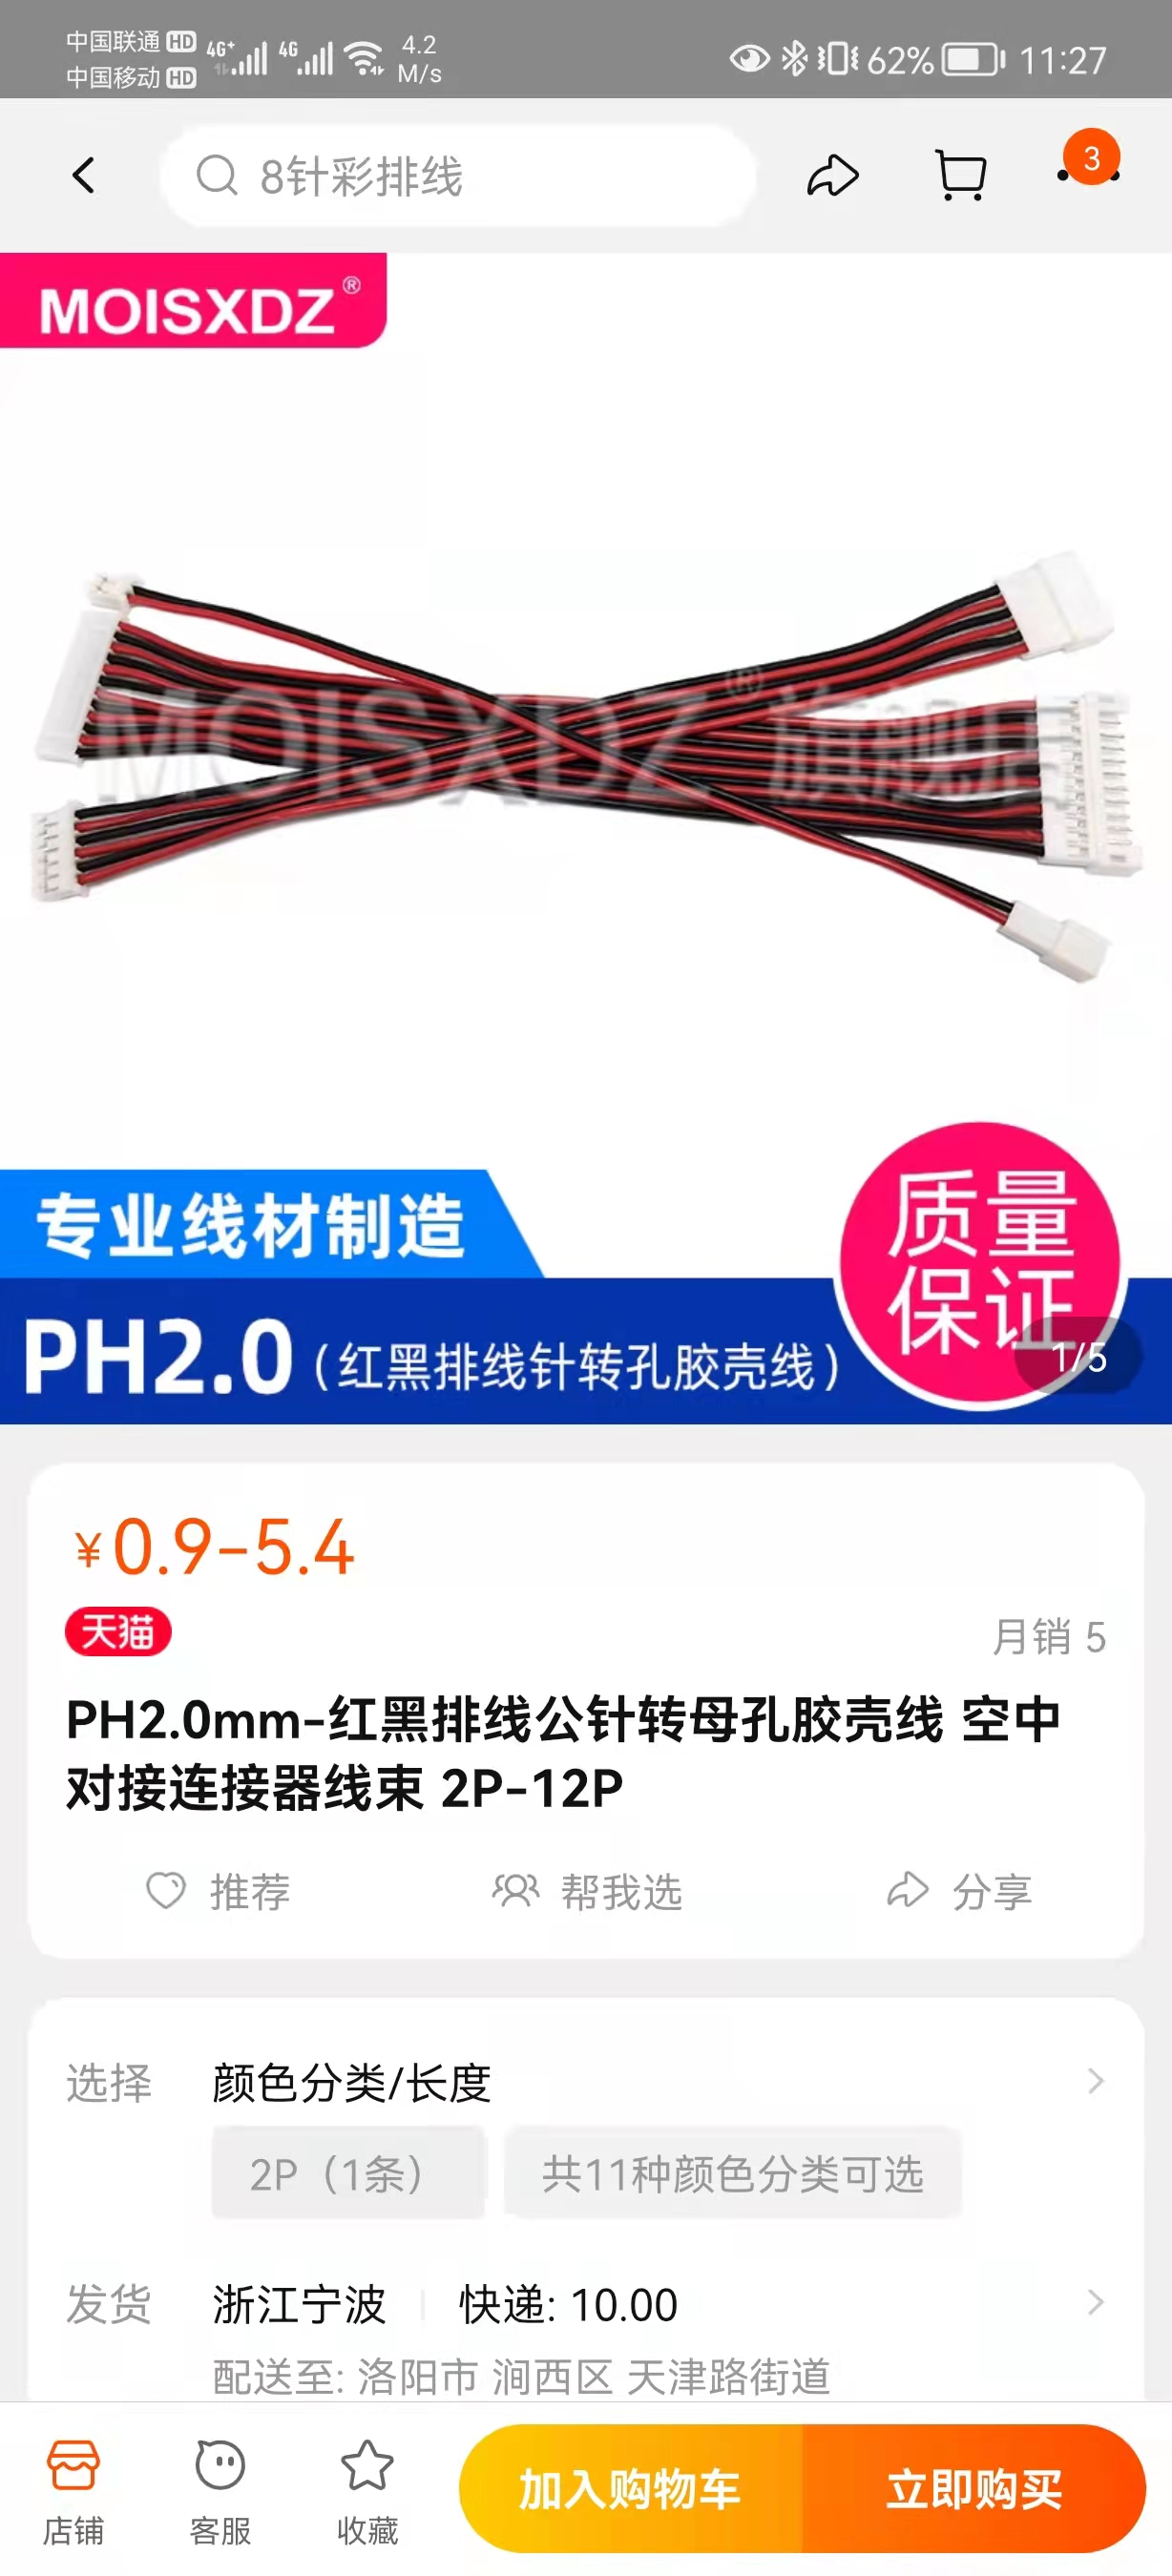 中国联通 HD 4G+ 4G 4.2
中国移动 HD M/s
62% 11:27
8针彩排线
3
MOISXDZ®
MOISXDZ® 旗舰店
专业线材制造
质量
保证
PH2.0(红黑排线针转孔胶壳线)
1/5
¥0.9-5.4
天猫
月销 5
PH2.0mm-红黑排线公针转母孔胶壳线 空中
对接连接器线束 2P-12P
推荐 帮我选 分享
选择 颜色分类/长度
2P(1条) 共11种颜色分类可选
发货 浙江宁波 快递: 10.00
配送至: 洛阳市 涧西区 天津路街道
店铺 客服 收藏 加入购物车 立即购买